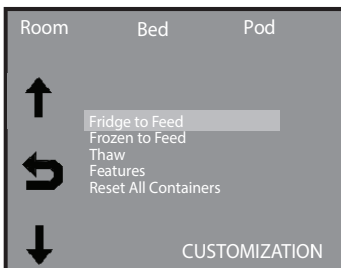 Room Bed Pod
Fridge to Feed
Frozen to Feed
Thaw
Features
Reset All Containers
CUSTOMIZATION